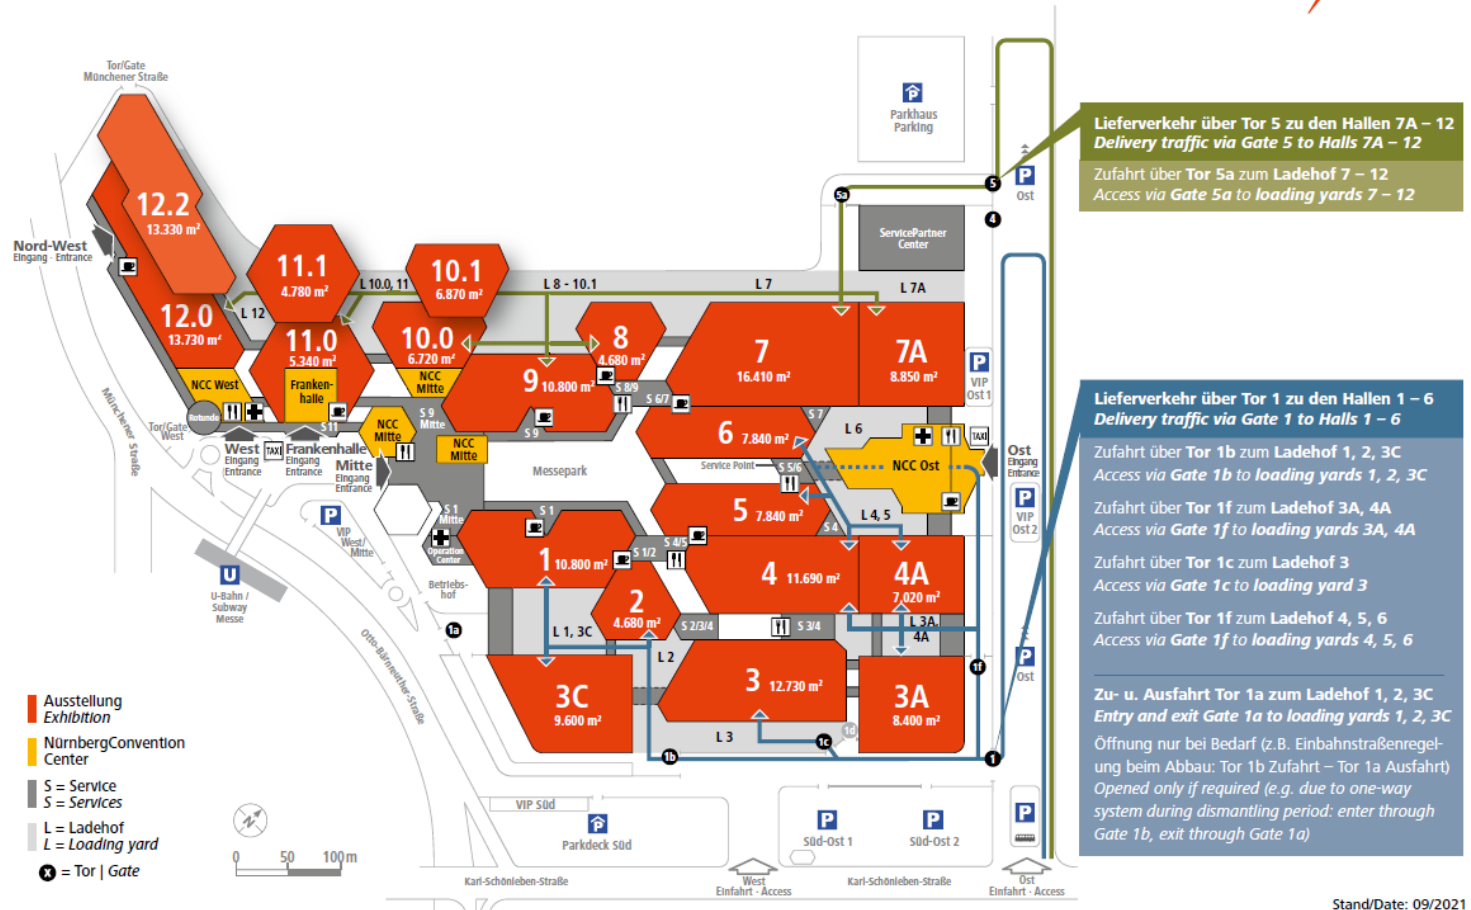 Tor/Gate
Münchener Straße
Parkhaus
Parking
12.2
13.330 m²
Nord-West
Eingang · Entrance
11.1
4.780 m²
10.1
6.870 m²
L 10.0, 11
L 8 - 10.1
L 7
L 7A
ServicePartner
Center
5a
5
4
P
Ost
12.0
13.730 m²
L 12
11.0
5.340 m²
10.0
6.720 m²
8
4.680 m²
7
16.410 m²
7A
8.850 m²
P
VIP
Ost 1
NCC West
Franken-
halle
NCC
Mitte
9 10.800 m²
S 8/9
S 6/7
Rotunde
S 11
S 9
Mitte
S 9
NCC
Mitte
NCC
Mitte
6 7.840 m²
S 7
L 6
NCC Ost
TAXI
Ost
Eingang
Entrance
Tor/Gate
West
West
Eingang
Entrance
TAXI
Frankenhalle
Eingang
Entrance
Mitte
Eingang
Entrance
Münchener Straße
Messepark
Service Point
S 5/6
5 7.840 m²
S 4
L 4, 5
P
VIP
Ost 2
P
VIP
West/
Mitte
S 1
Mitte
S 1
Operation
Center
1 10.800 m²
S 1/2
S 4/5
4 11.690 m²
4A
7.020 m²
U
U-Bahn /
Subway
Messe
Betriebs-
hof
1a
2
4.680 m²
S 2/3/4
S 3/4
L 3A,
4A
L 1, 3C
L 2
Otto-Bärnreuther-Straße
3C
9.600 m²
3 12.730 m²
3A
8.400 m²
1f
P
Ost
L 3
1b
1c
1d
1
Ausstellung
Exhibition
NürnbergConvention
Center
S = Service
S = Services
L = Ladehof
L = Loading yard
x = Tor | Gate
N
0 50 100 m
VIP Süd
P
Parkdeck Süd
P
Süd-Ost 1
P
Süd-Ost 2
P
Karl-Schönleben-Straße
West
Einfahrt · Access
Karl-Schönleben-Straße
Ost
Einfahrt · Access
Lieferverkehr über Tor 5 zu den Hallen 7A – 12
Delivery traffic via Gate 5 to Halls 7A – 12
Zufahrt über Tor 5a zum Ladehof 7 – 12
Access via Gate 5a to loading yards 7 – 12
Lieferverkehr über Tor 1 zu den Hallen 1 – 6
Delivery traffic via Gate 1 to Halls 1 – 6
Zufahrt über Tor 1b zum Ladehof 1, 2, 3C
Access via Gate 1b to loading yards 1, 2, 3C
Zufahrt über Tor 1f zum Ladehof 3A, 4A
Access via Gate 1f to loading yards 3A, 4A
Zufahrt über Tor 1c zum Ladehof 3
Access via Gate 1c to loading yard 3
Zufahrt über Tor 1f zum Ladehof 4, 5, 6
Access via Gate 1f to loading yards 4, 5, 6
Zu- u. Ausfahrt Tor 1a zum Ladehof 1, 2, 3C
Entry and exit Gate 1a to loading yards 1, 2, 3C
Öffnung nur bei Bedarf (z.B. Einbahnstraßenregel-
ung beim Abbau: Tor 1b Zufahrt – Tor 1a Ausfahrt)
Opened only if required (e.g. due to one-way
system during dismantling period: enter through
Gate 1b, exit through Gate 1a)
Stand/Date: 09/2021